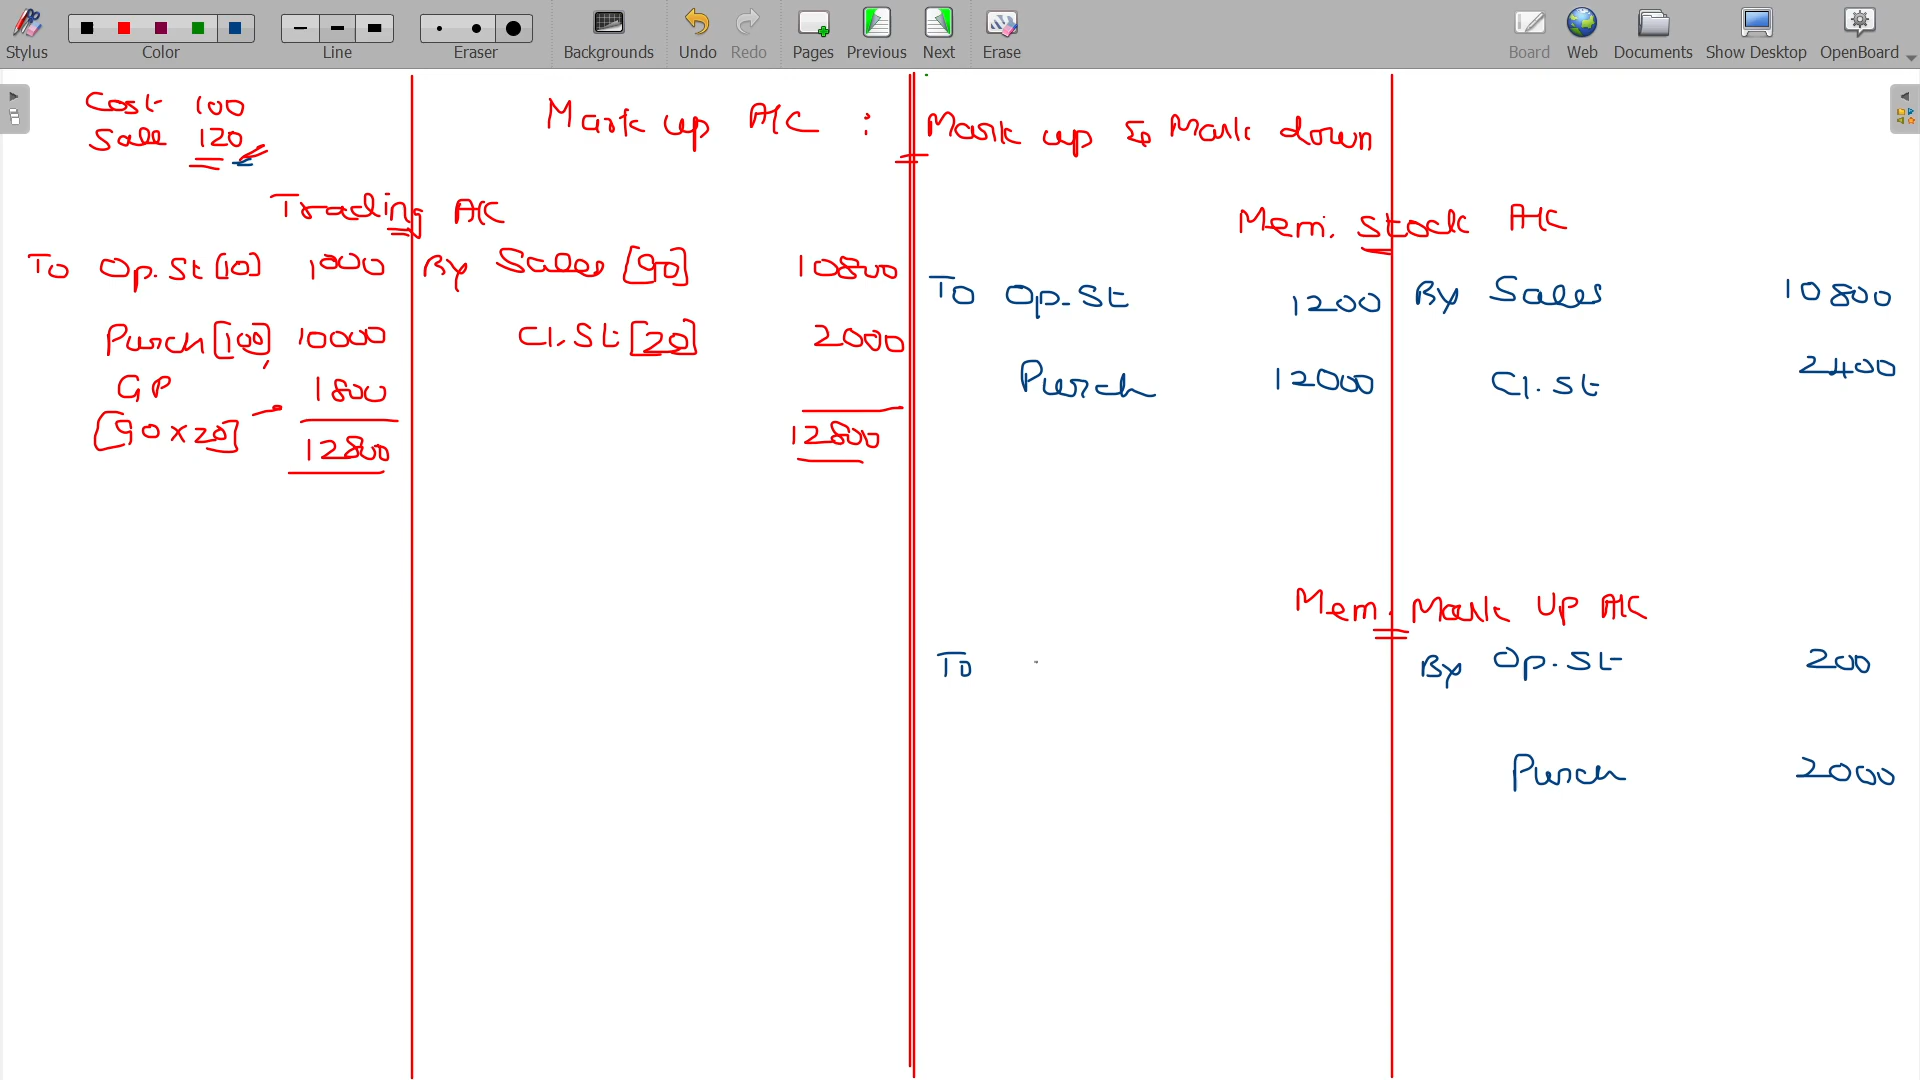 Stylus Color Line Eraser Backgrounds Undo Redo Pages Previous Next Erase Board Web Documents Show Desktop OpenBoard
Cost 100
Sale 120
Mark up A/C : Mark up & Mark down
Trading A/C
To Op.St [10] 1000 By Sales [90] 10800
Purch [100] 10000 Cl.St [20] 2000
GP 1800
[90 x 20]
12800 12800
Mem. Stock A/C
To Op.St 1200 By Sales 10800
Purch 12000 Cl.St 2400
Mem. Mark Up A/C
To By Op.St 200
Purch 2000